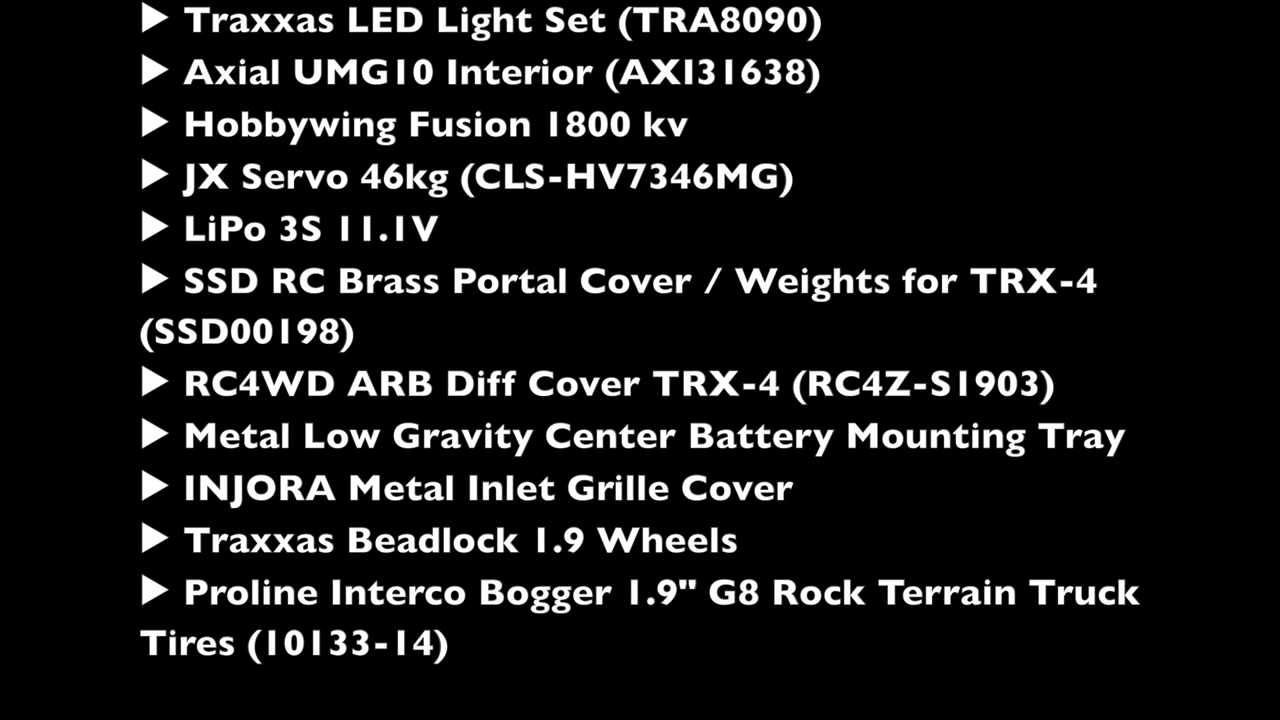 ▶ Traxxas LED Light Set (TRA8090)
▶ Axial UMG10 Interior (AXI31638)
▶ Hobbywing Fusion 1800 kv
▶ JX Servo 46kg (CLS-HV7346MG)
▶ LiPo 3S 11.1V
▶ SSD RC Brass Portal Cover / Weights for TRX-4
(SSD00198)
▶ RC4WD ARB Diff Cover TRX-4 (RC4Z-S1903)
▶ Metal Low Gravity Center Battery Mounting Tray
▶ INJORA Metal Inlet Grille Cover
▶ Traxxas Beadlock 1.9 Wheels
▶ Proline Interco Bogger 1.9" G8 Rock Terrain Truck
Tires (10133-14)